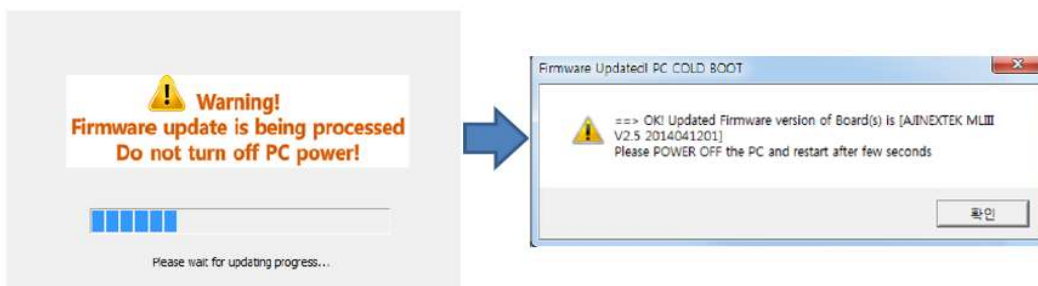 Warning!
Firmware update is being processed
Do not turn off PC power!
Please wait for updating progress...
Firmware Updated! PC COLD BOOT
==> OK! Updated Firmware version of Board(s) is [AJINEXTEK MLIII
V2.5 2014041201]
Please POWER OFF the PC and restart after few seconds
확인